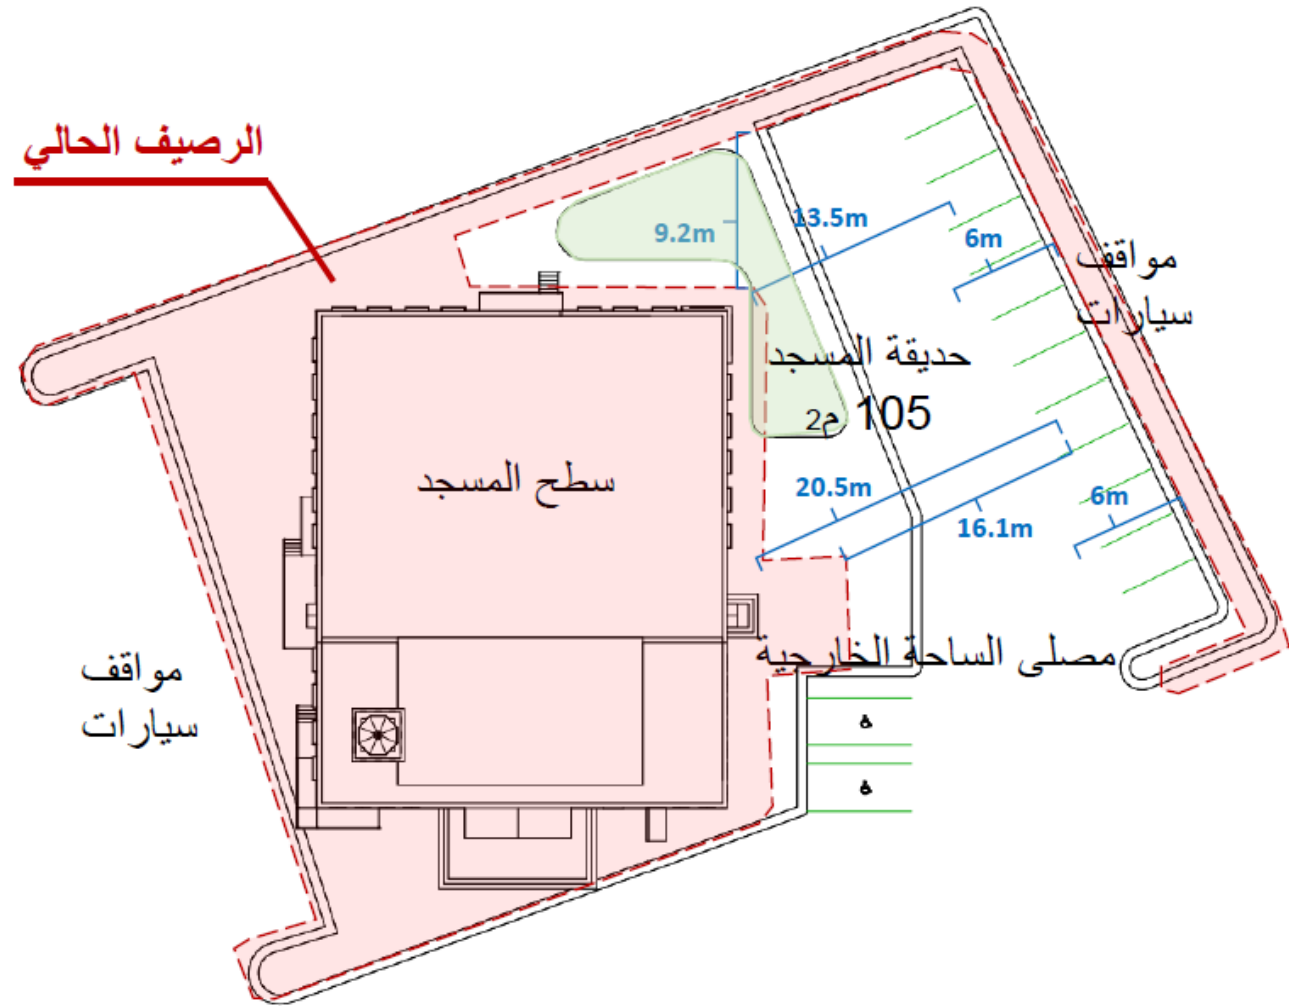 الرصيف الحالي
9.2m
13.5m
6m
مواقف
سيارات
حديقة المسجد
105 م2
سطح المسجد
20.5m
16.1m
6m
مصلى الساحة الخارجية
مواقف
سيارات